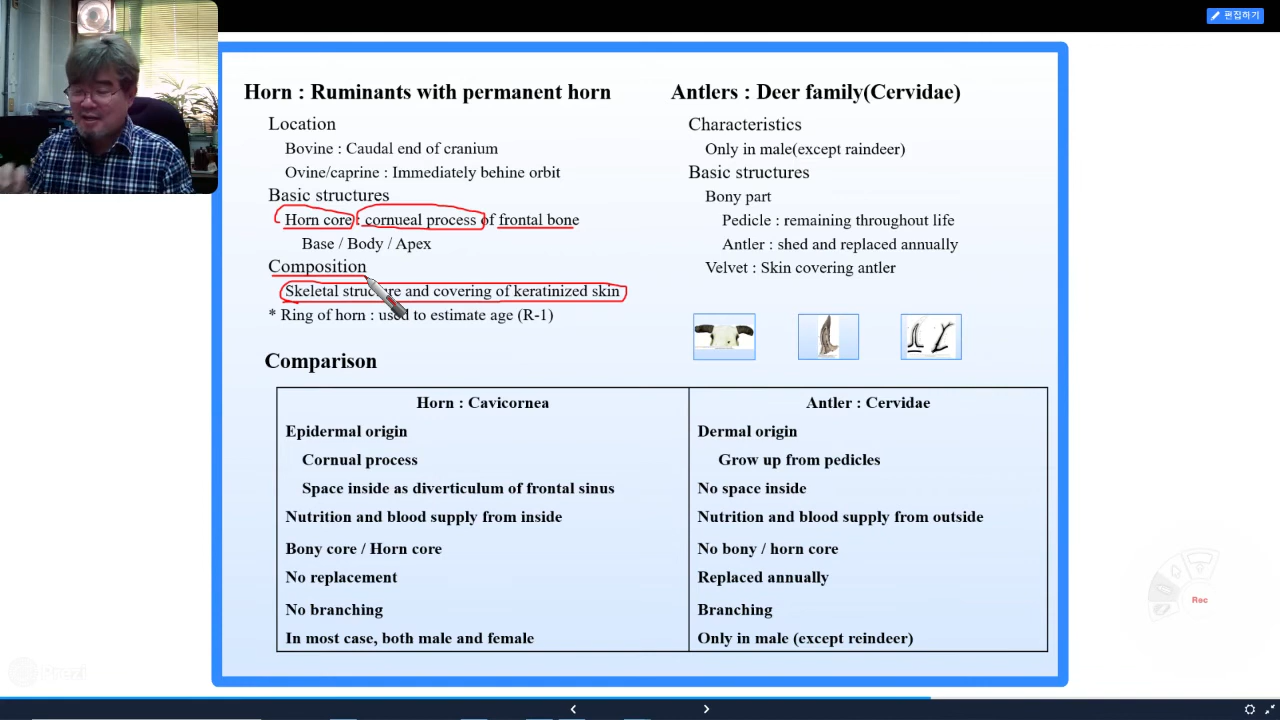 편집하기
Horn : Ruminants with permanent horn
Location
Bovine : Caudal end of cranium
Ovine/caprine : Immediately behine orbit
Basic structures
Horn core : cornueal process of frontal bone
Base / Body / Apex
Composition
Skeletal structure and covering of keratinized skin
* Ring of horn : used to estimate age (R-1)
Antlers : Deer family(Cervidae)
Characteristics
Only in male(except raindeer)
Basic structures
Bony part
Pedicle : remaining throughout life
Antler : shed and replaced annually
Velvet : Skin covering antler
Comparison
Horn : Cavicornea
Epidermal origin
Cornual process
Space inside as diverticulum of frontal sinus
Nutrition and blood supply from inside
Bony core / Horn core
No replacement
No branching
In most case, both male and female
Antler : Cervidae
Dermal origin
Grow up from pedicles
No space inside
Nutrition and blood supply from outside
No bony / horn core
Replaced annually
Branching
Only in male (except reindeer)
Rec
Prezi